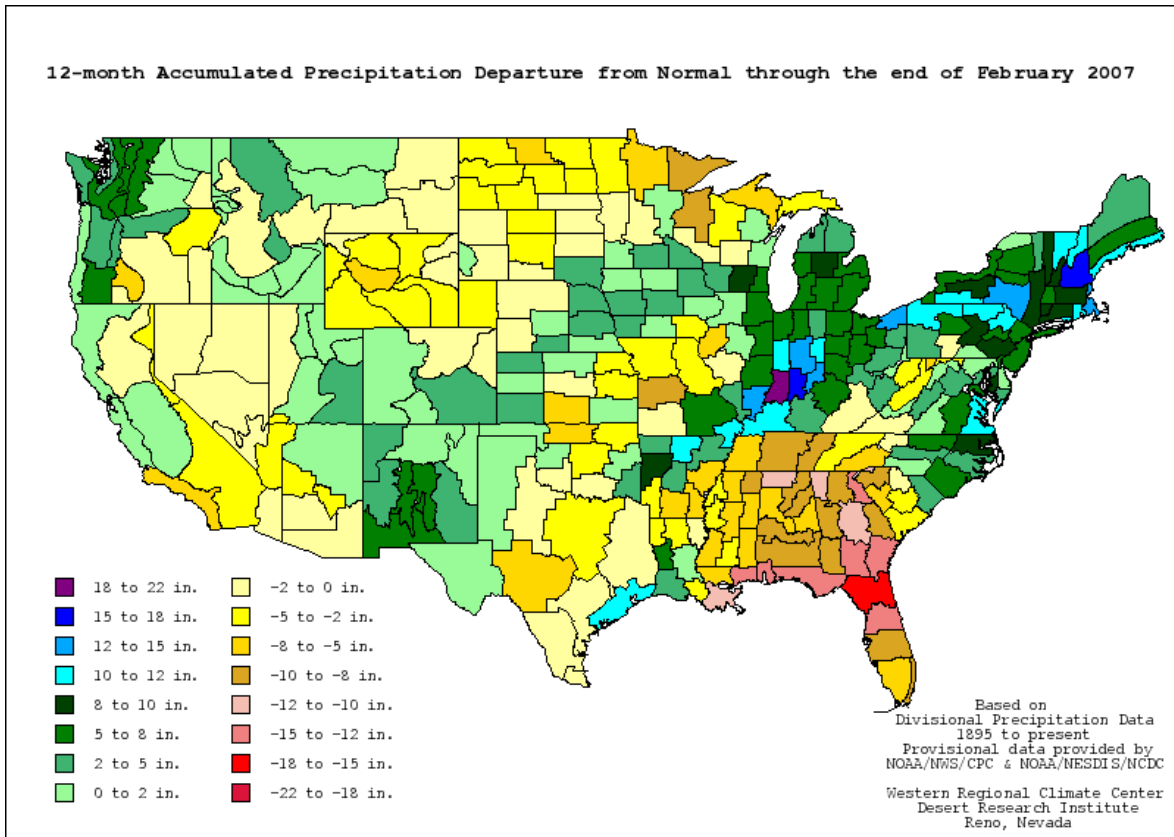 12-month Accumulated Precipitation Departure from Normal through the end of February 2007
18 to 22 in.
15 to 18 in.
12 to 15 in.
10 to 12 in.
8 to 10 in.
5 to 8 in.
2 to 5 in.
0 to 2 in.
-2 to 0 in.
-5 to -2 in.
-8 to -5 in.
-10 to -8 in.
-12 to -10 in.
-15 to -12 in.
-18 to -15 in.
-22 to -18 in.
Based on
Divisional Precipitation Data
1895 to present
Provisional data provided by
NOAA/NWS/CPC & NOAA/NESDIS/NCDC
Western Regional Climate Center
Desert Research Institute
Reno, Nevada